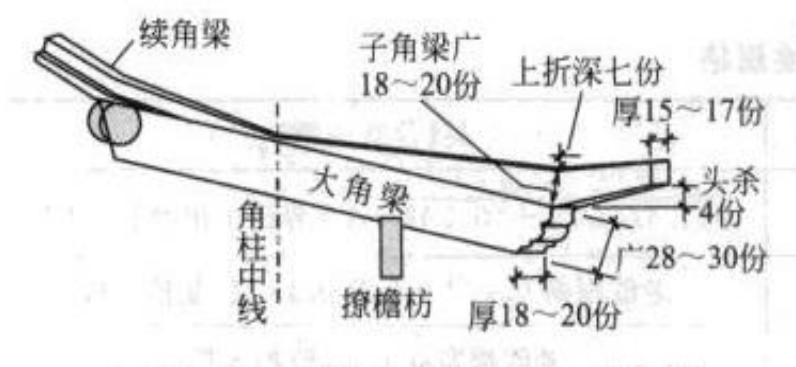 续角梁
子角梁广
18～20份
上折深七份
厚15～17份
大角梁
头杀
4份
角柱中线
撩檐枋
广28～30份
厚18～20份